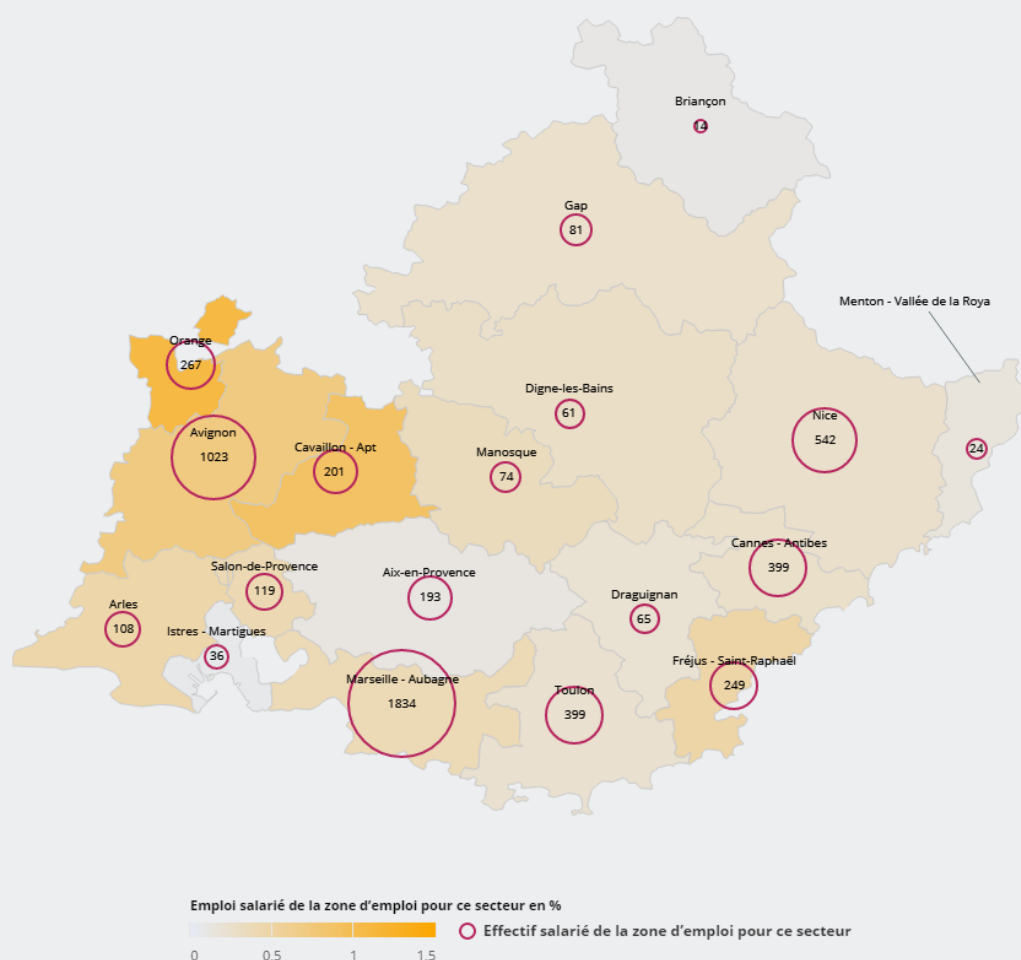 Briançon
14
Gap
81
Menton - Vallée de la Roya
Orange
267
Digne-les-Bains
61
Nice
542
24
Avignon
1023
Cavaillon - Apt
201
Manosque
74
Cannes - Antibes
399
Salon-de-Provence
119
Aix-en-Provence
193
Draguignan
65
Arles
108
Istres - Martigues
36
Fréjus - Saint-Raphaël
249
Marseille - Aubagne
1834
Toulon
399
Emploi salarié de la zone d’emploi pour ce secteur en %
Effectif salarié de la zone d’emploi pour ce secteur
0 0.5 1 1.5